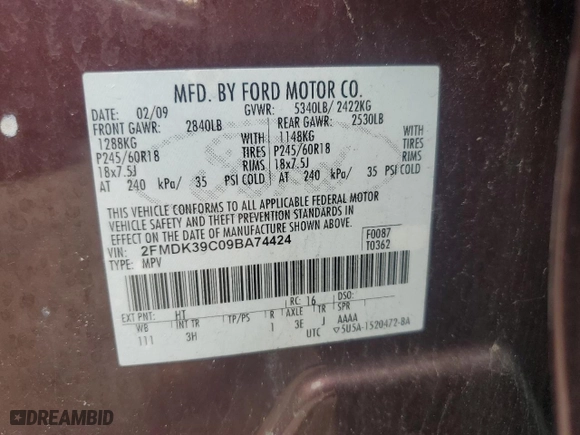 MFD. BY FORD MOTOR CO.
DATE: 02/09 GVWR: 5340LB/ 2422KG
FRONT GAWR: 2840LB REAR GAWR: 2530LB
1288KG WITH 1148KG WITH
P245/60R18 TIRES P245/60R18 TIRES
18x7.5J RIMS 18x7.5J RIMS
AT 240 kPa/ 35 PSI COLD AT 240 kPa/ 35 PSI COLD
THIS VEHICLE CONFORMS TO ALL APPLICABLE FEDERAL MOTOR
VEHICLE SAFETY AND THEFT PREVENTION STANDARDS IN
EFFECT ON THE DATE OF MANUFACTURE SHOWN ABOVE.
VIN: 2FMDK39C09BA74424 F0087
TYPE: MPV T0362
RC: 16 DSO:
EXT PNT: HT
WB INT TR TP/PS R AXLE TR SPR
111 3H 1 3E J AAAA
UTC ▽5U5A-1520472-BA
DREAMBID